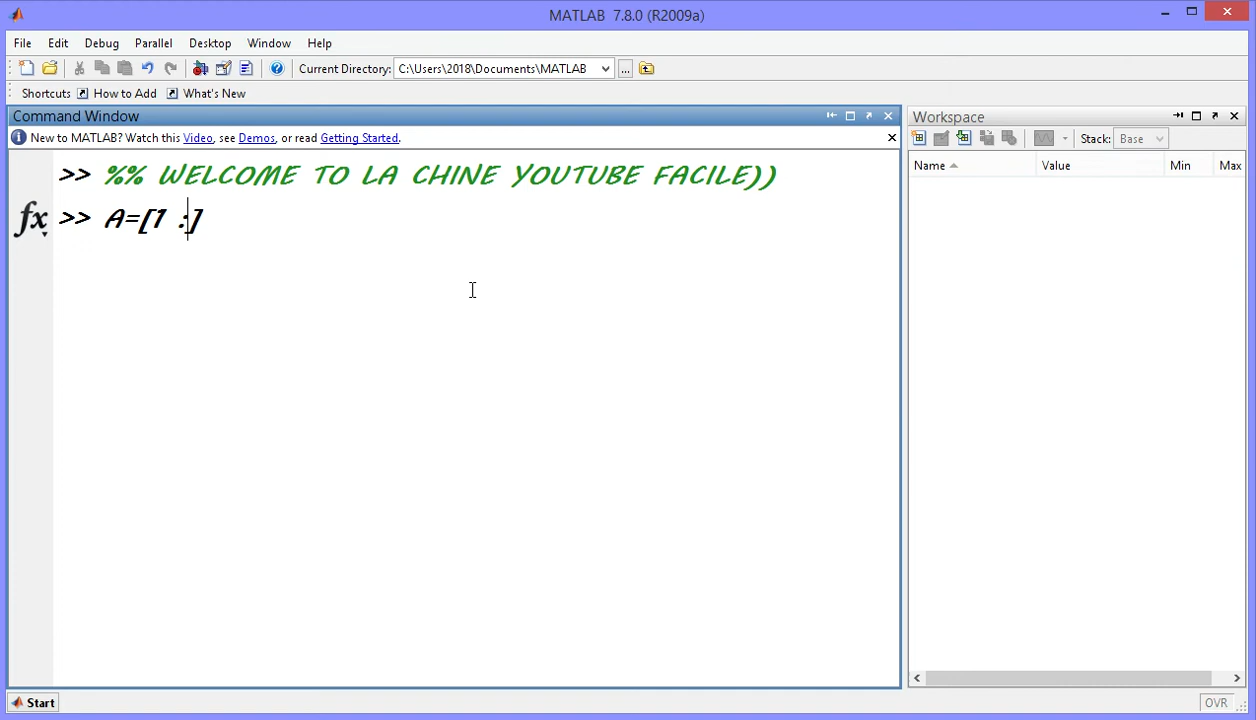 MATLAB 7.8.0 (R2009a)
File Edit Debug Parallel Desktop Window Help
Current Directory: C:\Users\2018\Documents\MATLAB ...
Shortcuts How to Add What's New
Command Window
New to MATLAB? Watch this Video, see Demos, or read Getting Started.
>> %% WELCOME TO LA CHINE YOUTUBE FACILE))
fx >> A=[1 :]
Workspace
Stack: Base
Name Value Min Max
Start
OVR